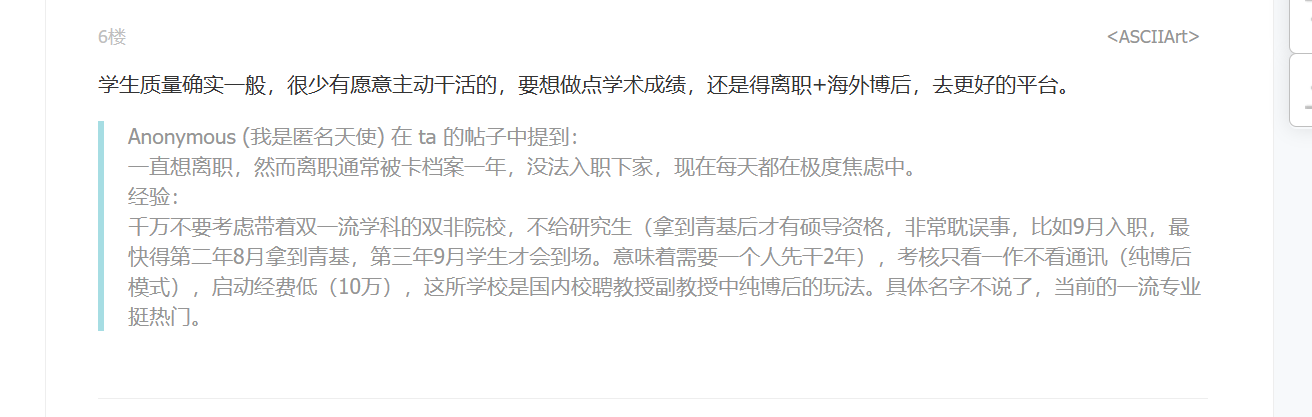 6楼 <ASCIIArt>
学生质量确实一般，很少有愿意主动干活的，要想做点学术成绩，还是得离职+海外博后，去更好的平台。
Anonymous (我是匿名天使) 在 ta 的帖子中提到：
一直想离职，然而离职通常被卡档案一年，没法入职下家，现在每天都在极度焦虑中。
经验：
千万不要考虑带着双一流学科的双非院校，不给研究生（拿到青基后才有硕导资格，非常耽误事，比如9月入职，最
快得第二年8月拿到青基，第三年9月学生才会到场。意味着需要一个人先干2年），考核只看一作不看通讯（纯博后
模式），启动经费低（10万），这所学校是国内校聘教授副教授中纯博后的玩法。具体名字不说了，当前的一流专业
挺热门。